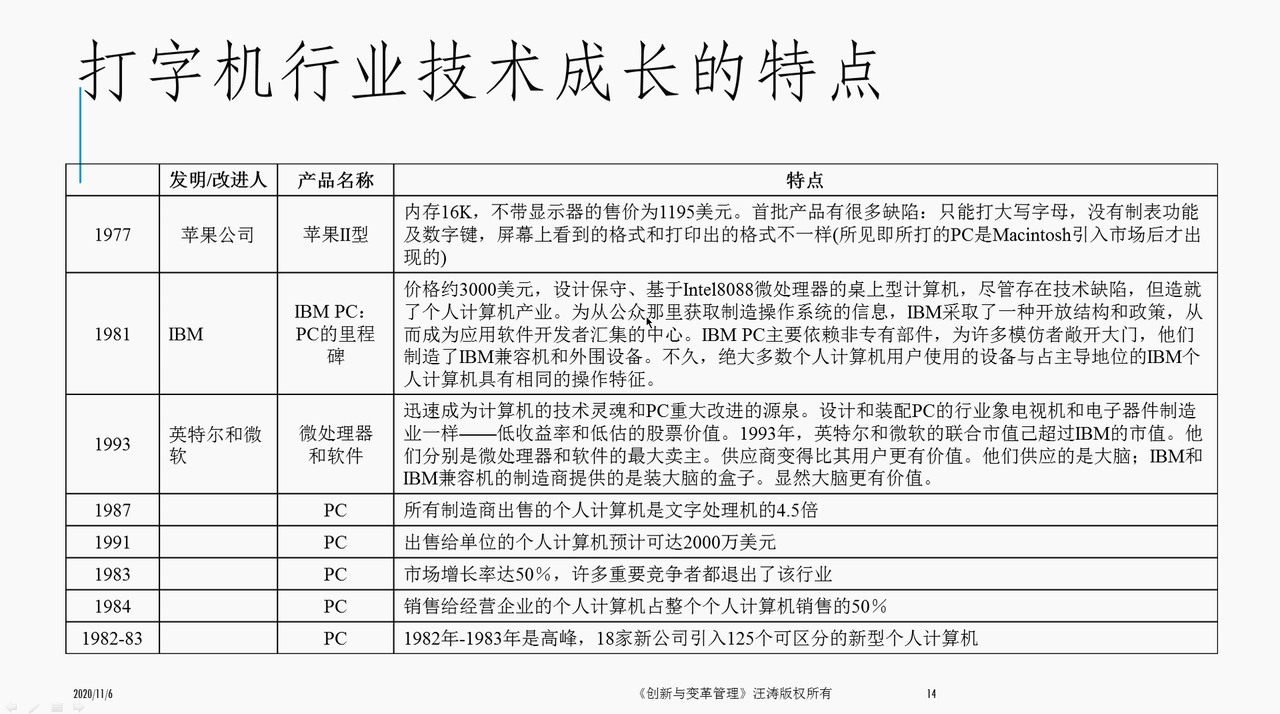 打字机行业技术成长的特点
发明/改进人 产品名称 特点
1977 苹果公司 苹果II型
内存16K，不带显示器的售价为1195美元。首批产品有很多缺陷：只能打大写字母，没有制表功能
及数字键，屏幕上看到的格式和打印出的格式不一样(所见即所打的PC是Macintosh引入市场后才出
现的)
1981 IBM
IBM PC：
PC的里程
碑
价格约3000美元，设计保守、基于Intel8088微处理器的桌上型计算机，尽管存在技术缺陷，但造就
了个人计算机产业。为从公众那里获取制造操作系统的信息，IBM采取了一种开放结构和政策，从
而成为应用软件开发者汇集的中心。IBM PC主要依赖非专有部件，为许多模仿者敞开大门，他们
制造了IBM兼容机和外围设备。不久，绝大多数个人计算机用户使用的设备与占主导地位的IBM个
人计算机具有相同的操作特征。
1993
英特尔和微
软
微处理器
和软件
迅速成为计算机的技术灵魂和PC重大改进的源泉。设计和装配PC的行业象电视机和电子器件制造
业一样——低收益率和低估的股票价值。1993年，英特尔和微软的联合市值己超过IBM的市值。他
们分别是微处理器和软件的最大卖主。供应商变得比其用户更有价值。他们供应的是大脑；IBM和
IBM兼容机的制造商提供的是装大脑的盒子。显然大脑更有价值。
1987 PC 所有制造商出售的个人计算机是文字处理机的4.5倍
1991 PC 出售给单位的个人计算机预计可达2000万美元
1983 PC 市场增长率达50%，许多重要竞争者都退出了该行业
1984 PC 销售给经营企业的个人计算机占整个个人计算机销售的50%
1982-83 PC 1982年-1983年是高峰，18家新公司引入125个可区分的新型个人计算机
2020/11/6 《创新与变革管理》汪涛版权所有 14